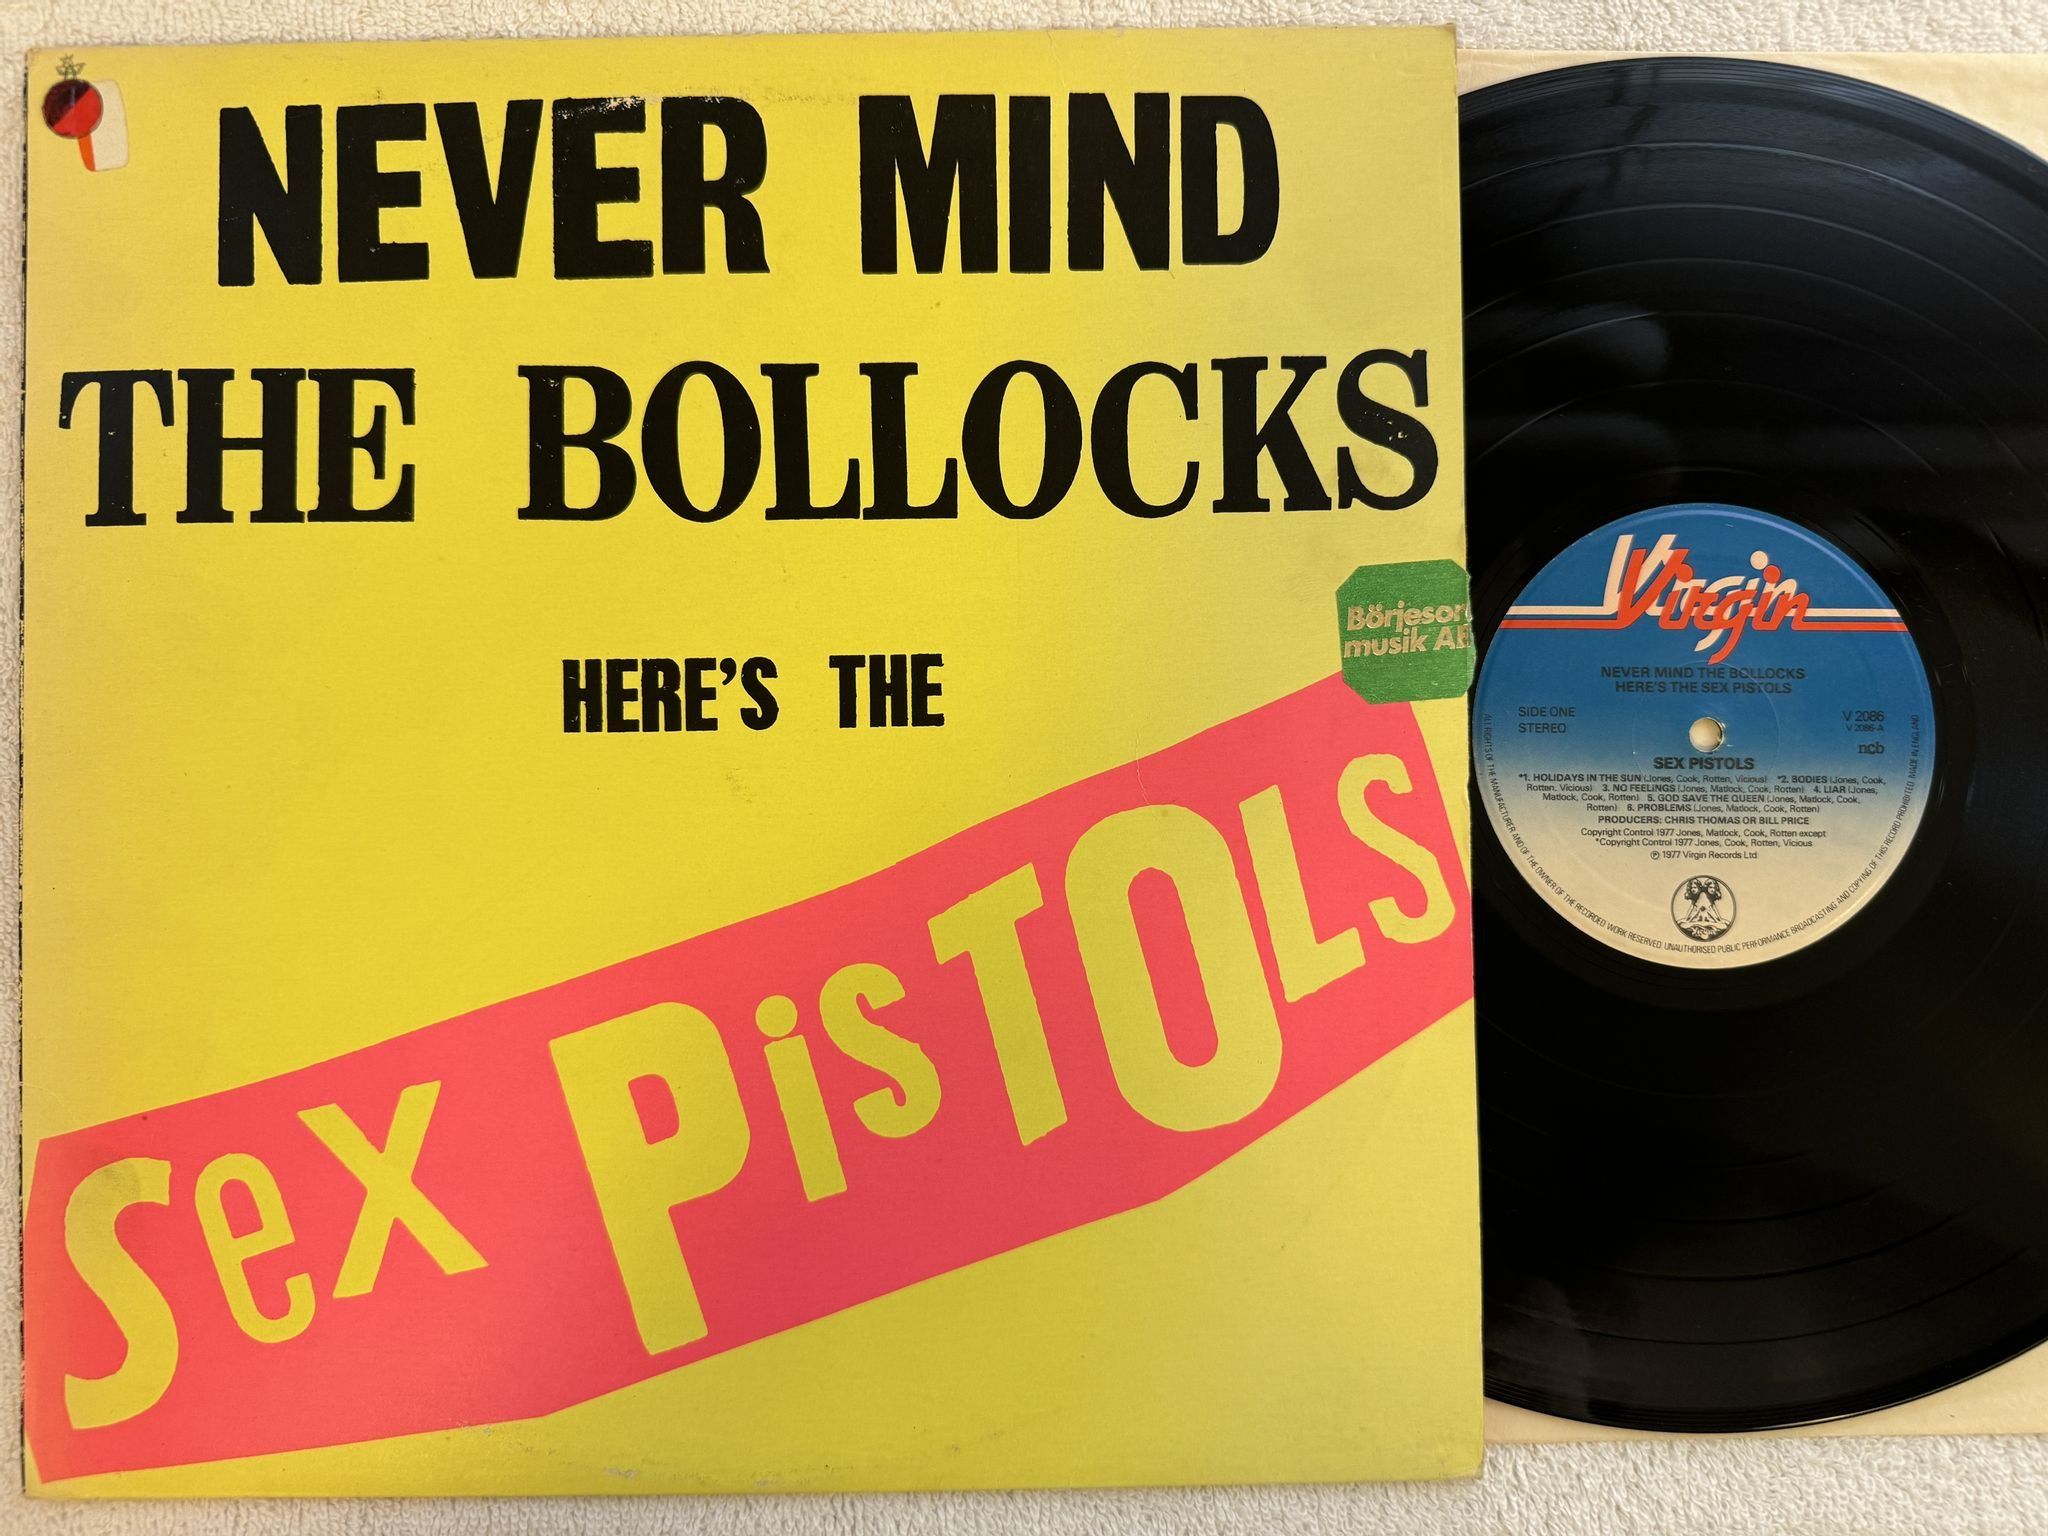 NEVER MIND
THE BOLLOCKS
HERE'S THE
SeX PiSTOLS
Börjeson
musik AB
Virgin
NEVER MIND THE BOLLOCKS
HERE'S THE SEX PISTOLS
SIDE ONE
STEREO
V 2086
V 2086-A
ncb
SEX PISTOLS
*1. HOLIDAYS IN THE SUN (Jones, Cook, Rotten, Vicious) *2. BODIES (Jones, Cook,
Rotten. Vicious) 3. NO FEELINGS (Jones, Matlock, Cook, Rotten) 4. LIAR (Jones,
Matlock, Cook, Rotten) 5. GOD SAVE THE QUEEN (Jones, Matlock, Cook,
Rotten) 6. PROBLEMS (Jones, Matlock, Cook, Rotten)
PRODUCERS: CHRIS THOMAS OR BILL PRICE
Copyright Control 1977 Jones, Matlock, Cook, Rotten except
*Copyright Control 1977 Jones, Cook, Rotten, Vicious
℗ 1977 Virgin Records Ltd
ALL RIGHTS OF THE MANUFACTURER AND OF THE OWNER OF THE RECORDED WORK RESERVED. UNAUTHORISED PUBLIC PERFORMANCE BROADCASTING AND COPYING OF THIS RECORD PROHIBITED. MADE IN ENGLAND